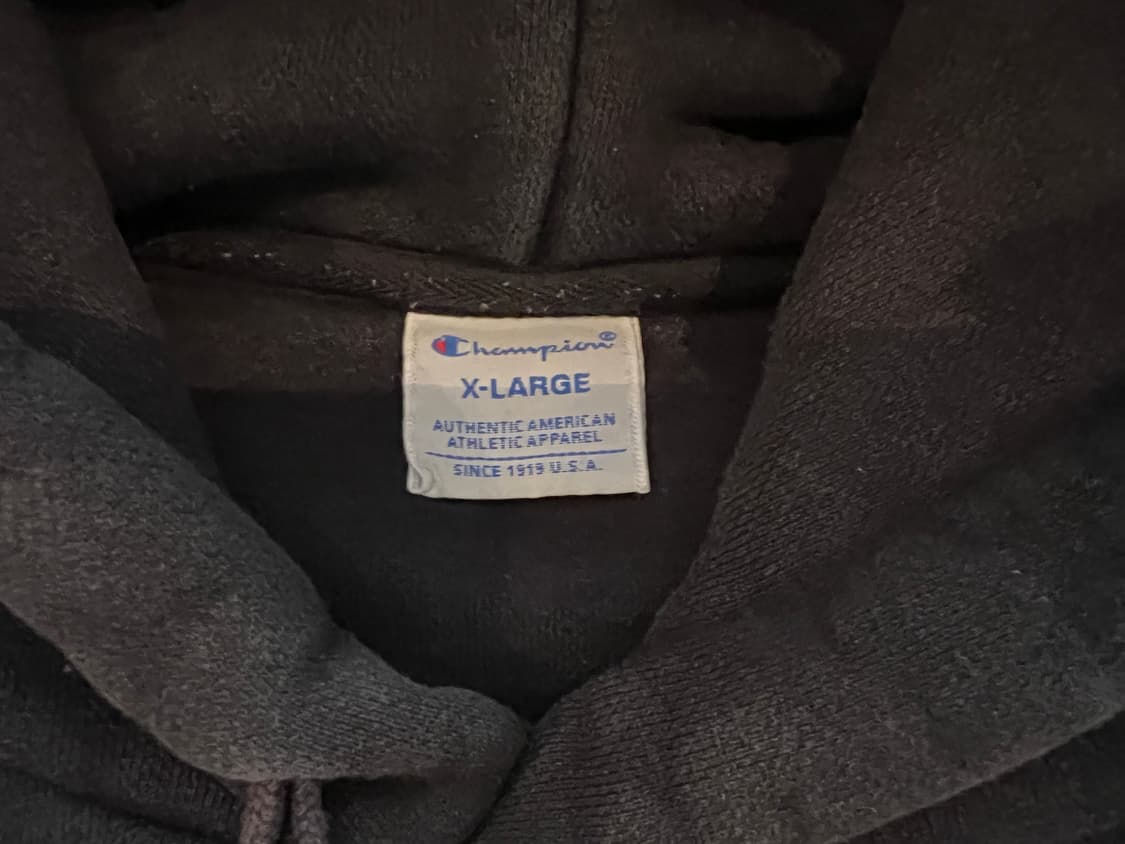 Champion®
X-LARGE
AUTHENTIC AMERICAN
ATHLETIC APPAREL
SINCE 1919 U.S.A.